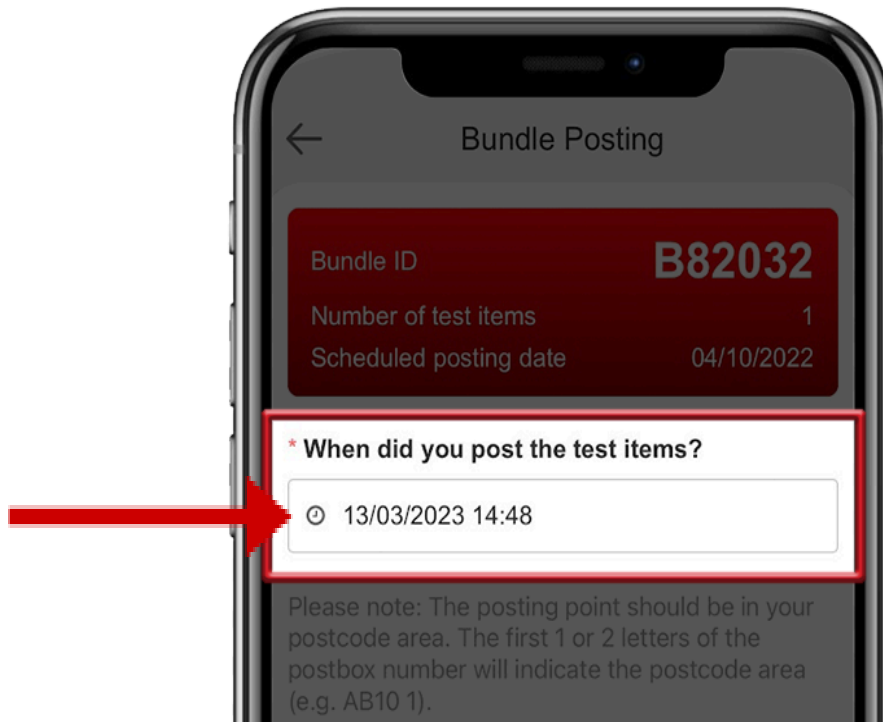 Bundle Posting
Bundle ID B82032
Number of test items 1
Scheduled posting date 04/10/2022
* When did you post the test items?
13/03/2023 14:48
Please note: The posting point should be in your
postcode area. The first 1 or 2 letters of the
postbox number will indicate the postcode area
(e.g. AB10 1).